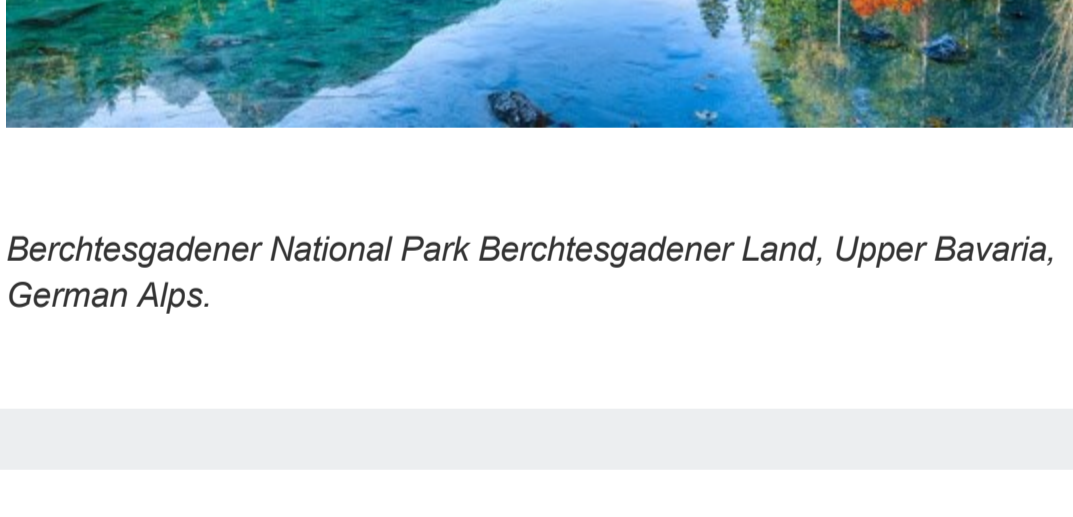 Berchtesgadener National Park Berchtesgadener Land, Upper Bavaria,
German Alps.